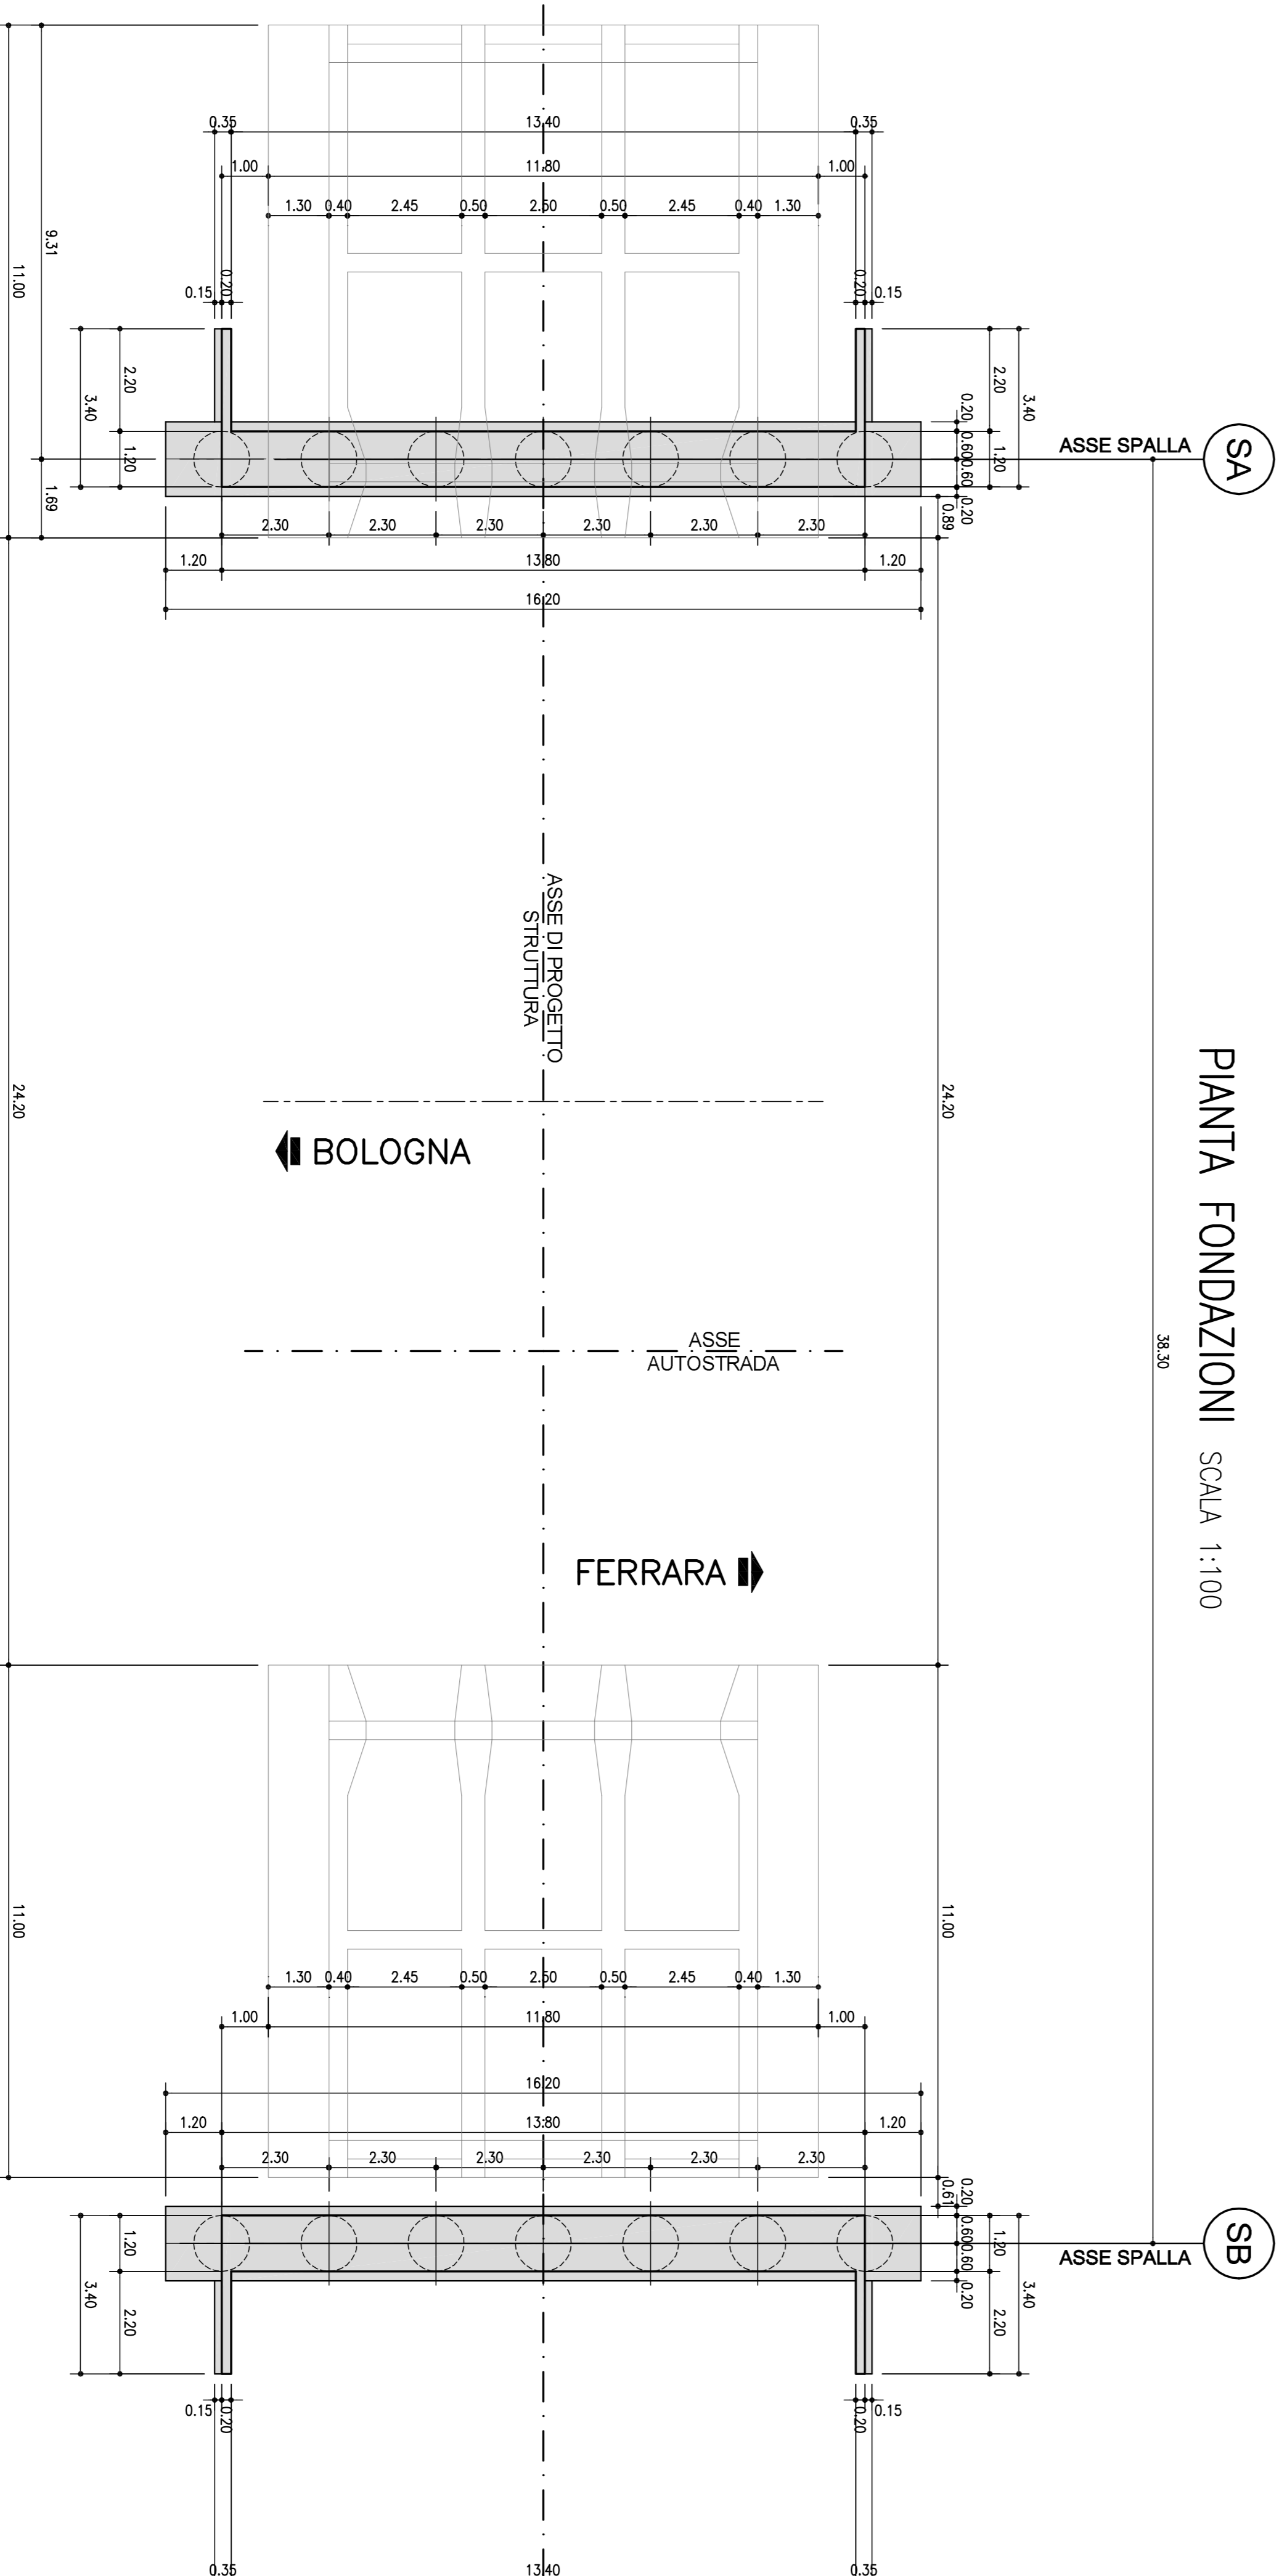 PIANTA FONDAZIONI SCALA 1:100
0.35 13.40 0.35
1.00 11.80 1.00
1.30 0.40 2.45 0.50 2.50 0.50 2.45 0.40 1.30
0.15 0.20 0.20 0.15
9.31
11.00
1.69
2.20
3.40
1.20
2.20
3.40
0.20
0.60
0.60
1.20
0.20
0.89
ASSE SPALLA
SA
2.30 2.30 2.30 2.30 2.30 2.30
1.20 13.80 1.20
16.20
ASSE DI PROGETTO
STRUTTURA
24.20
24.20
38.30
BOLOGNA
ASSE
AUTOSTRADA
FERRARA
11.00
11.00
1.30 0.40 2.45 0.50 2.50 0.50 2.45 0.40 1.30
1.00 11.80 1.00
16.20
1.20 13.80 1.20
2.30 2.30 2.30 2.30 2.30 2.30
0.61
0.20
0.60
0.60
1.20
0.20
ASSE SPALLA
SB
1.20
3.40
2.20
3.40
2.20
0.15 0.20 0.20 0.15
0.35 13.40 0.35